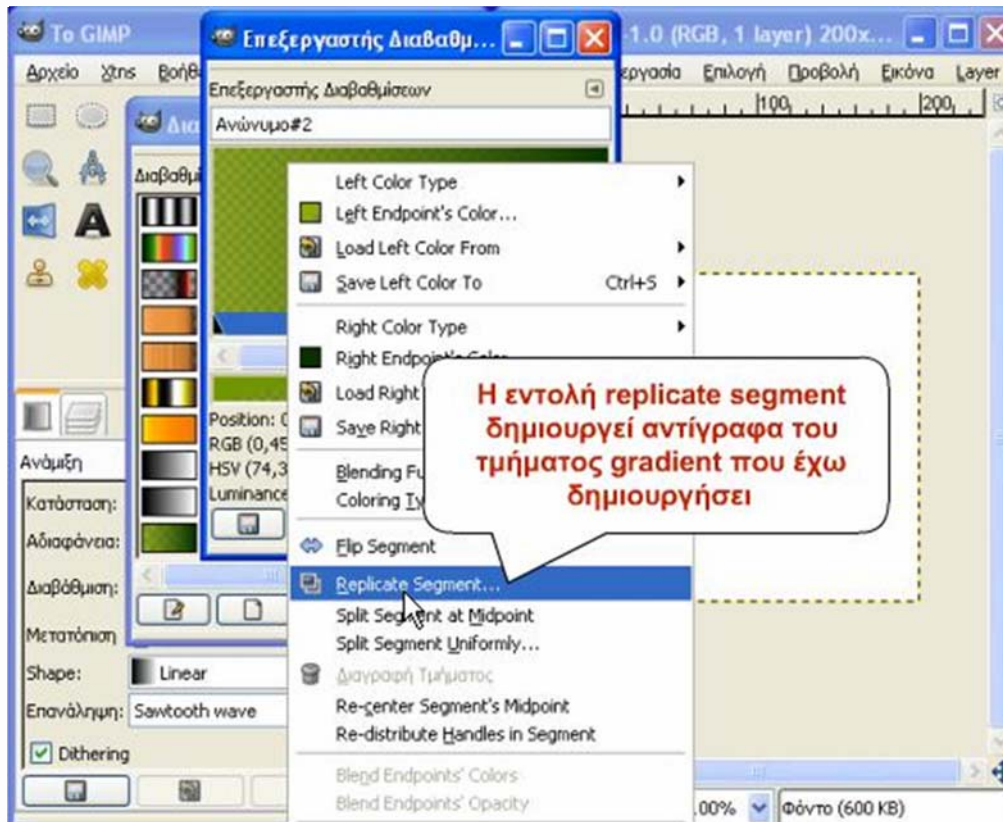 Το GIMP
Αρχείο Xtns
Διαβαθμί
Ανάμιξη
Κατάσταση:
Αδιαφάνεια:
Διαβάθμιση:
Μετατόπιση
Shape: Linear
Επανάληψη: Sawtooth wave
Dithering
Επεξεργαστής Διαβαθμ...
Επεξεργαστής Διαβαθμίσεων
Ανώνυμο#2
Position:
RGB (0,45
HSV (74,3
Luminance
-1.0 (RGB, 1 layer) 200x...
Επιλογή Προβολή Εικόνα Layer
100 200
Left Color Type
Left Endpoint's Color...
Load Left Color From
Save Left Color To Ctrl+S
Right Color Type
Right Endpoint's Color
Load Right
Save Right
Blending Fu
Coloring Ty
Flip Segment
Replicate Segment...
Split Segment at Midpoint
Split Segment Uniformly...
Διαγραφή Τμήματος
Re-center Segment's Midpoint
Re-distribute Handles in Segment
Blend Endpoints' Colors
Blend Endpoints' Opacity
Η εντολή replicate segment
δημιουργεί αντίγραφα του
τμήματος gradient που έχω
δημιουργήσει
.00% Φόντο (600 KB)